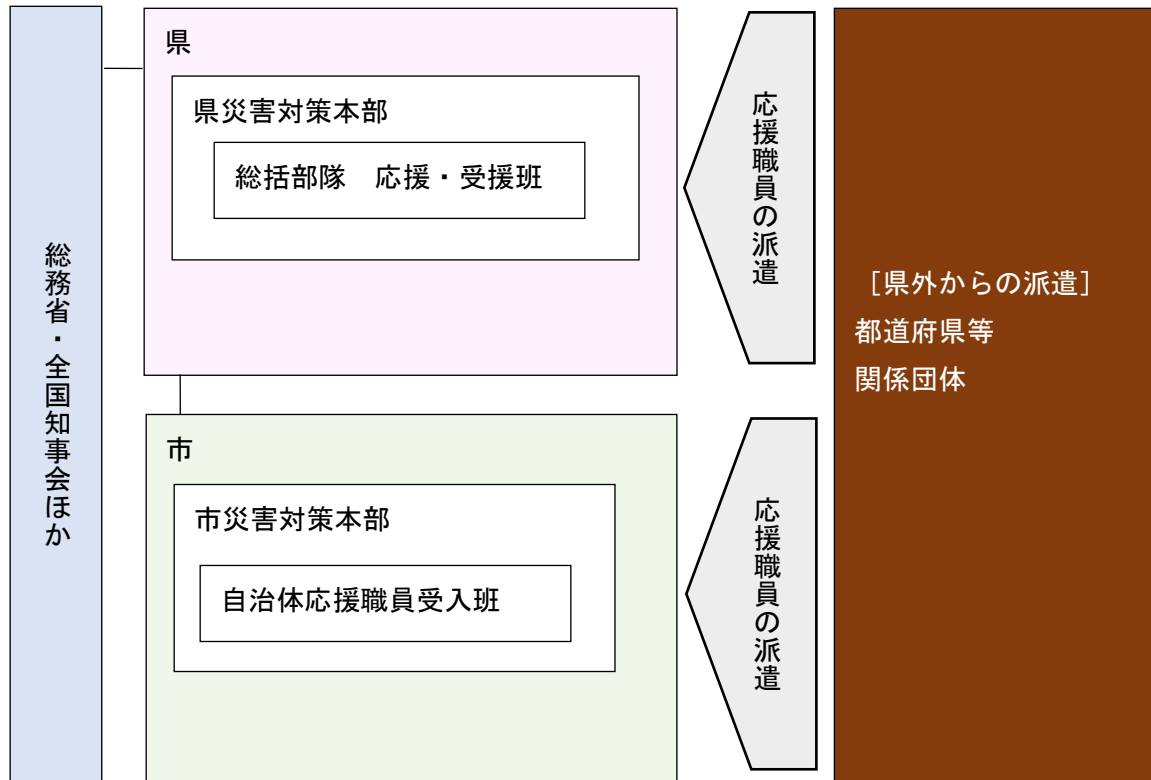 総務省・全国知事会ほか
県
県災害対策本部
総括部隊　応援・受援班
応援職員の派遣
市
市災害対策本部
自治体応援職員受入班
応援職員の派遣
［県外からの派遣］
都道府県等
関係団体